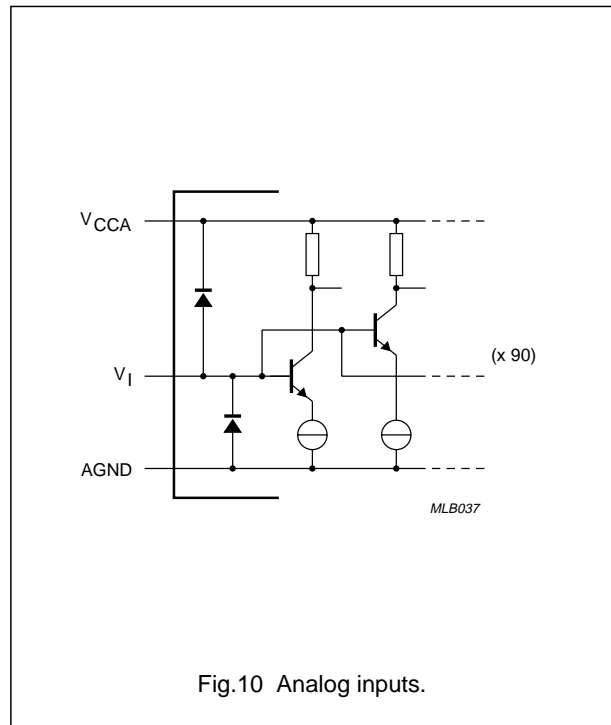 VCCA
VI
(x 90)
AGND
MLB037
Fig.10 Analog inputs.